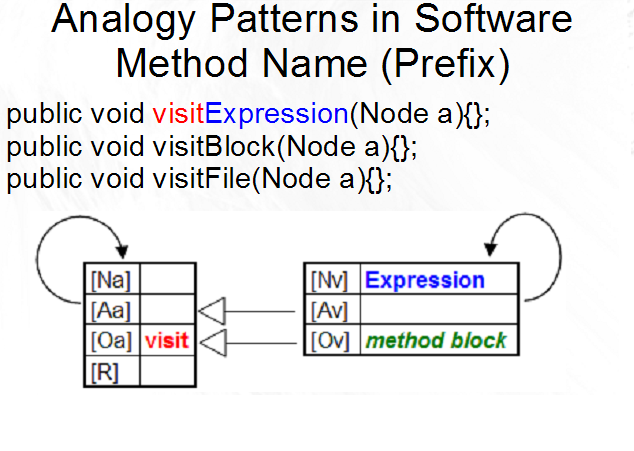 Analogy Patterns in Software
Method Name (Prefix)
public void visitExpression(Node a){};
public void visitBlock(Node a){};
public void visitFile(Node a){};
[Na]
[Aa]
[Oa] visit
[R]
[Nv] Expression
[Av]
[Ov] method block